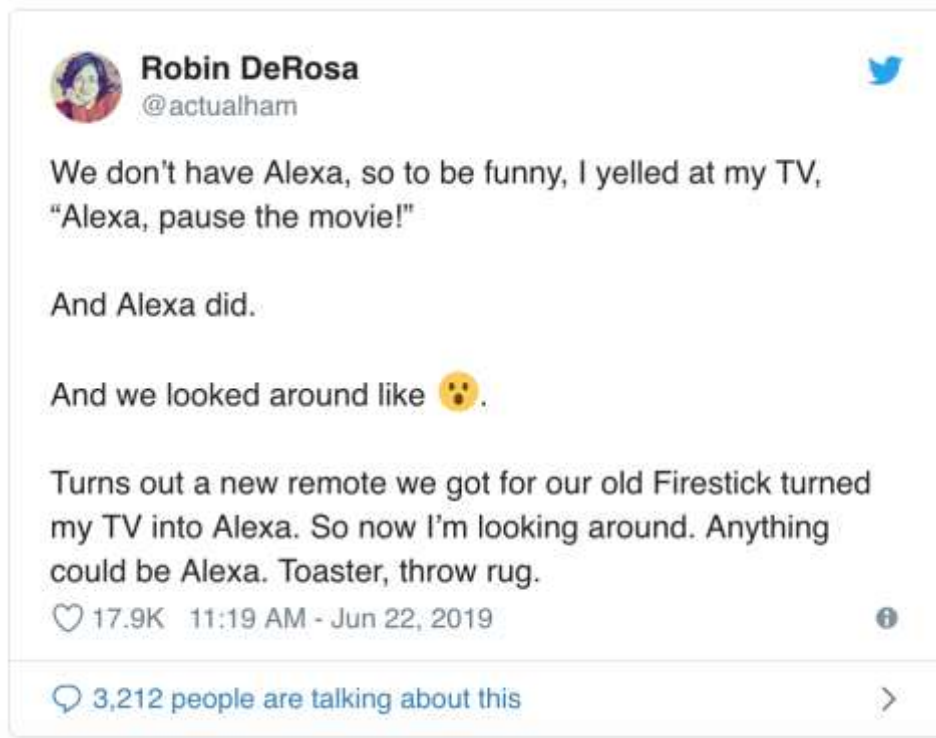 Robin DeRosa
@actualham
We don't have Alexa, so to be funny, I yelled at my TV,
“Alexa, pause the movie!”
And Alexa did.
And we looked around like 😮.
Turns out a new remote we got for our old Firestick turned
my TV into Alexa. So now I'm looking around. Anything
could be Alexa. Toaster, throw rug.
17.9K 11:19 AM - Jun 22, 2019
3,212 people are talking about this